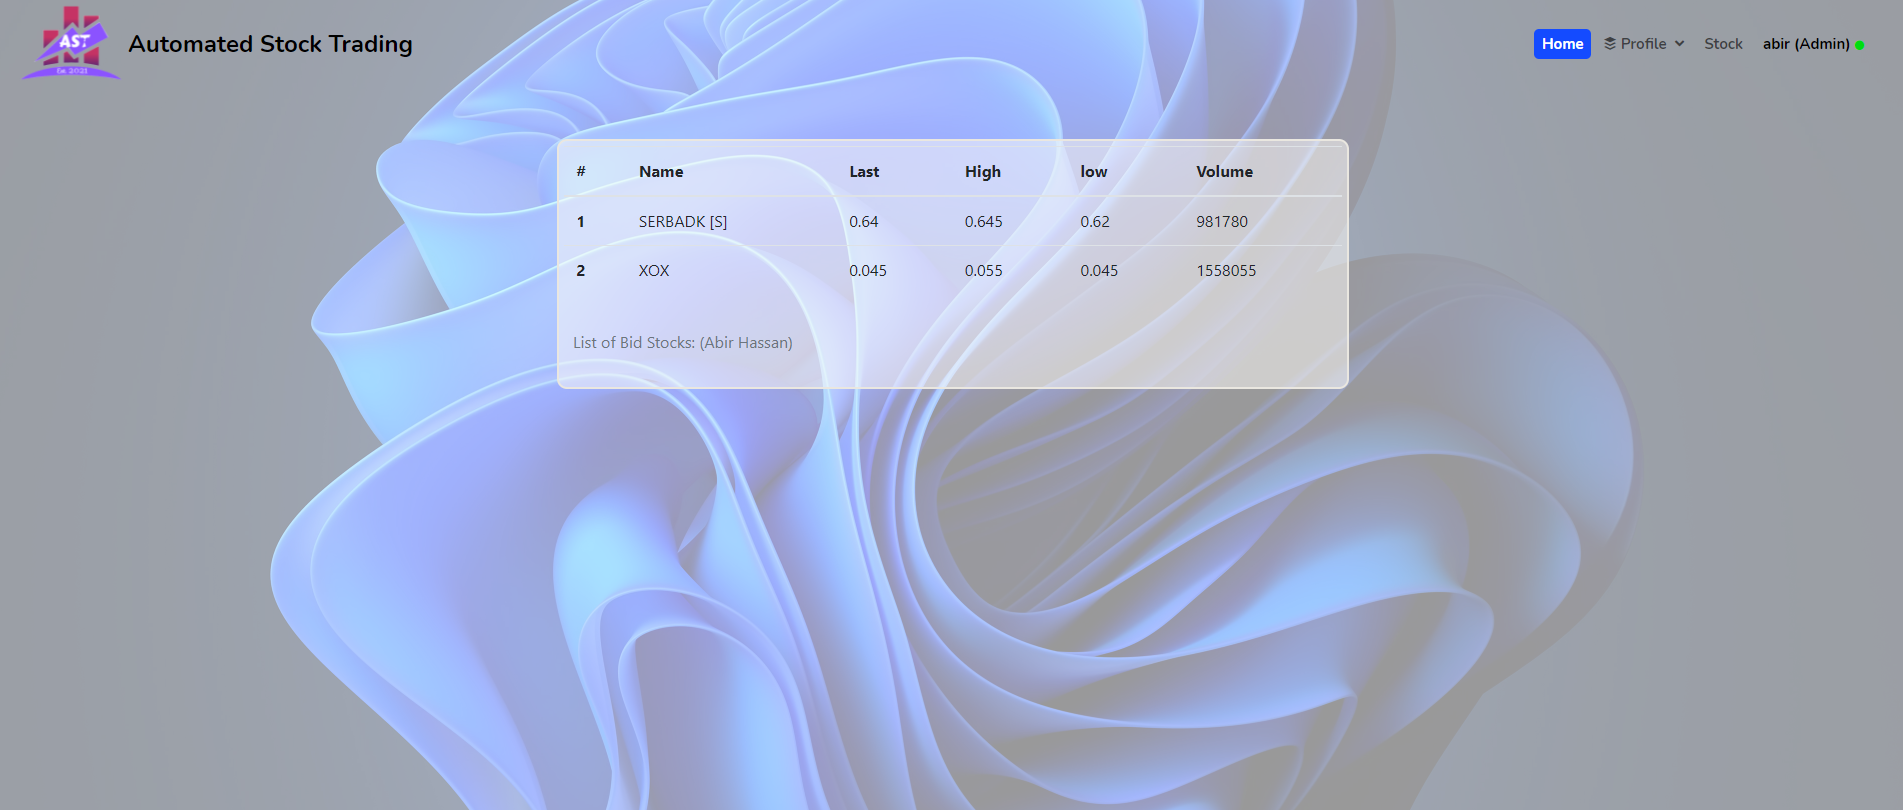 AST
Est. 2021
Automated Stock Trading
Home Profile Stock abir (Admin)
# Name Last High low Volume
1 SERBADK [S] 0.64 0.645 0.62 981780
2 XOX 0.045 0.055 0.045 1558055
List of Bid Stocks: (Abir Hassan)